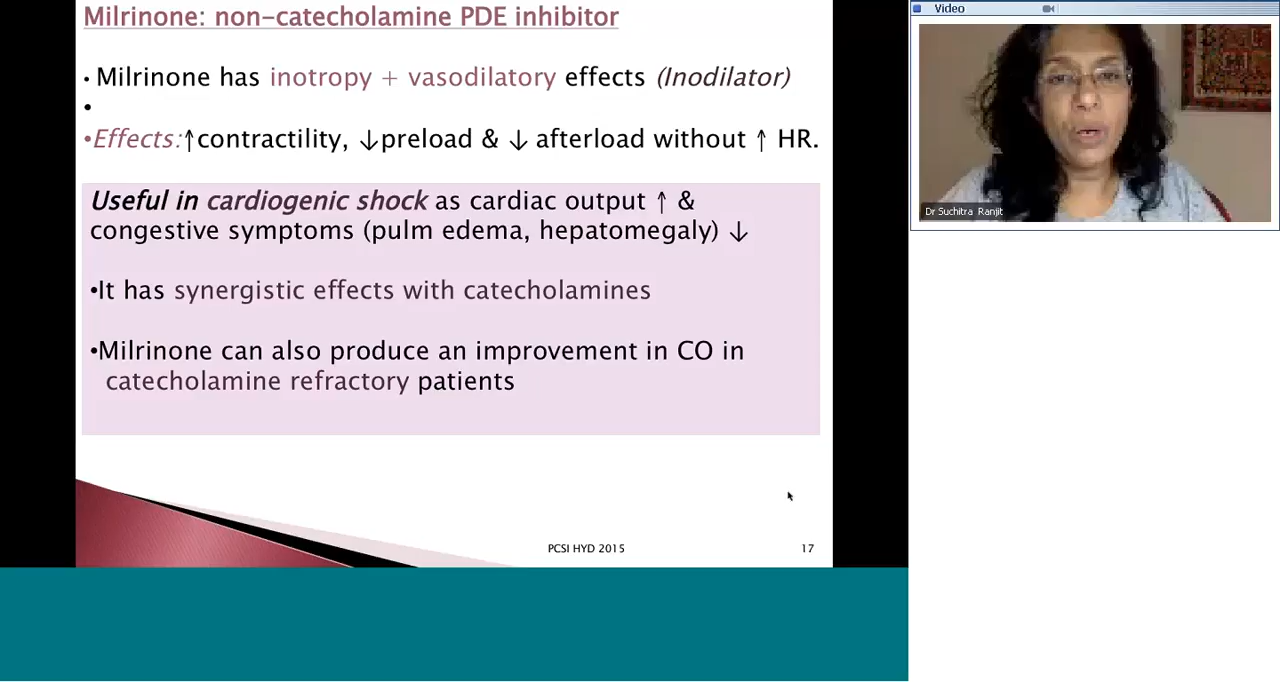 Milrinone: non-catecholamine PDE inhibitor
• Milrinone has inotropy + vasodilatory effects (Inodilator)
•
•Effects:↑contractility, ↓preload & ↓ afterload without ↑ HR.
Useful in cardiogenic shock as cardiac output ↑ &
congestive symptoms (pulm edema, hepatomegaly) ↓
•It has synergistic effects with catecholamines
•Milrinone can also produce an improvement in CO in
catecholamine refractory patients
PCSI HYD 2015
17
Video
Dr Suchitra Ranjit